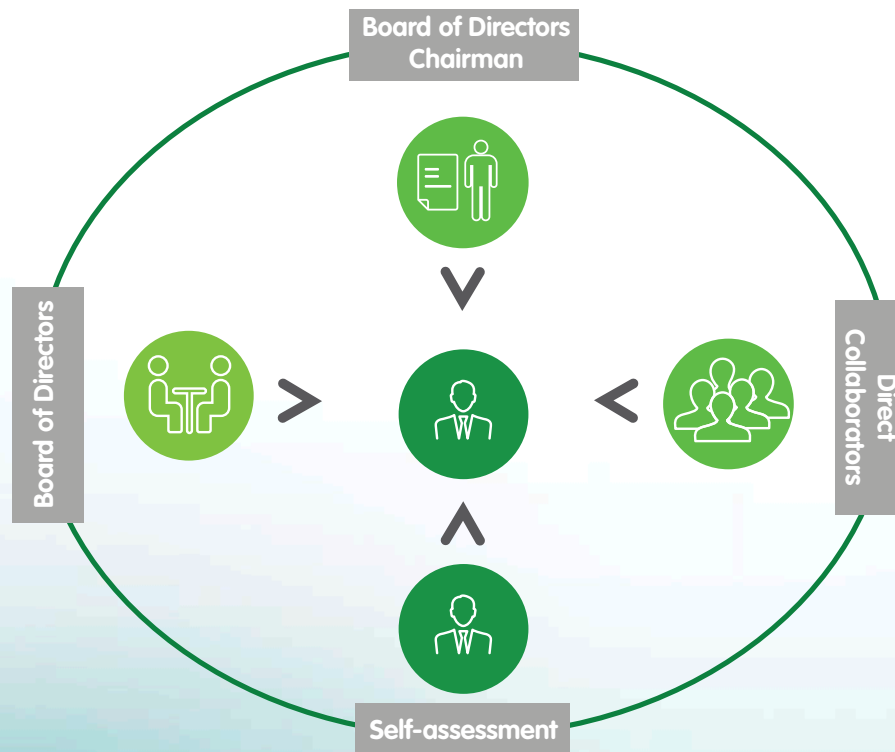 Board of Directors
Chairman
Board of Directors
Direct
Collaborators
Self-assessment